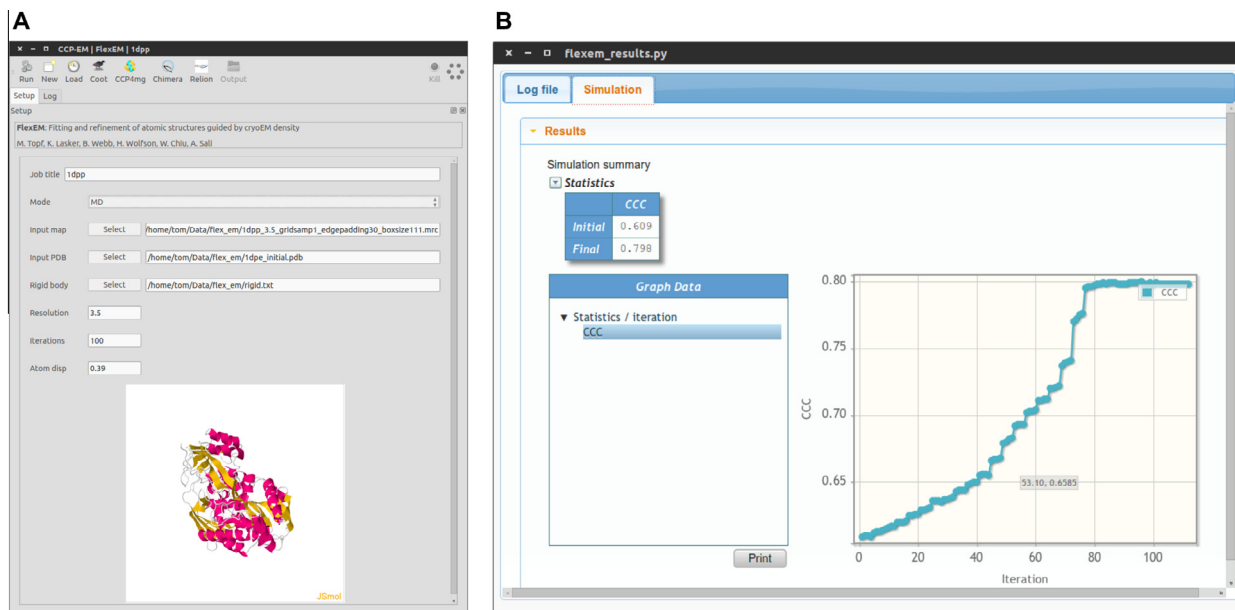 A
CCP-EM | FlexEM | 1dpp
Run New Load Coot CCP4mg Chimera Relion Output Kill
Setup Log
Setup
FlexEM: Fitting and refinement of atomic structures guided by cryoEM density
M. Topf, K. Lasker, B. Webb, H. Wolfson, W. Chiu, A. Sali
Job title 1dpp
Mode MD
Input map Select /home/tom/Data/flex_em/1dpp_3.5_gridsamp1_edgepadding30_boxsize111.mrc
Input PDB Select /home/tom/Data/flex_em/1dpe_initial.pdb
Rigid body Select /home/tom/Data/flex_em/rigid.txt
Resolution 3.5
Iterations 100
Atom disp 0.39
JSmol
B
flexem_results.py
Log file Simulation
Results
Simulation summary
Statistics
CCC
Initial 0.609
Final 0.798
Graph Data
Statistics / iteration
CCC
Print
0.80
0.75
0.70
0.65
CCC
CCC
53.10, 0.6585
0 20 40 60 80 100
Iteration